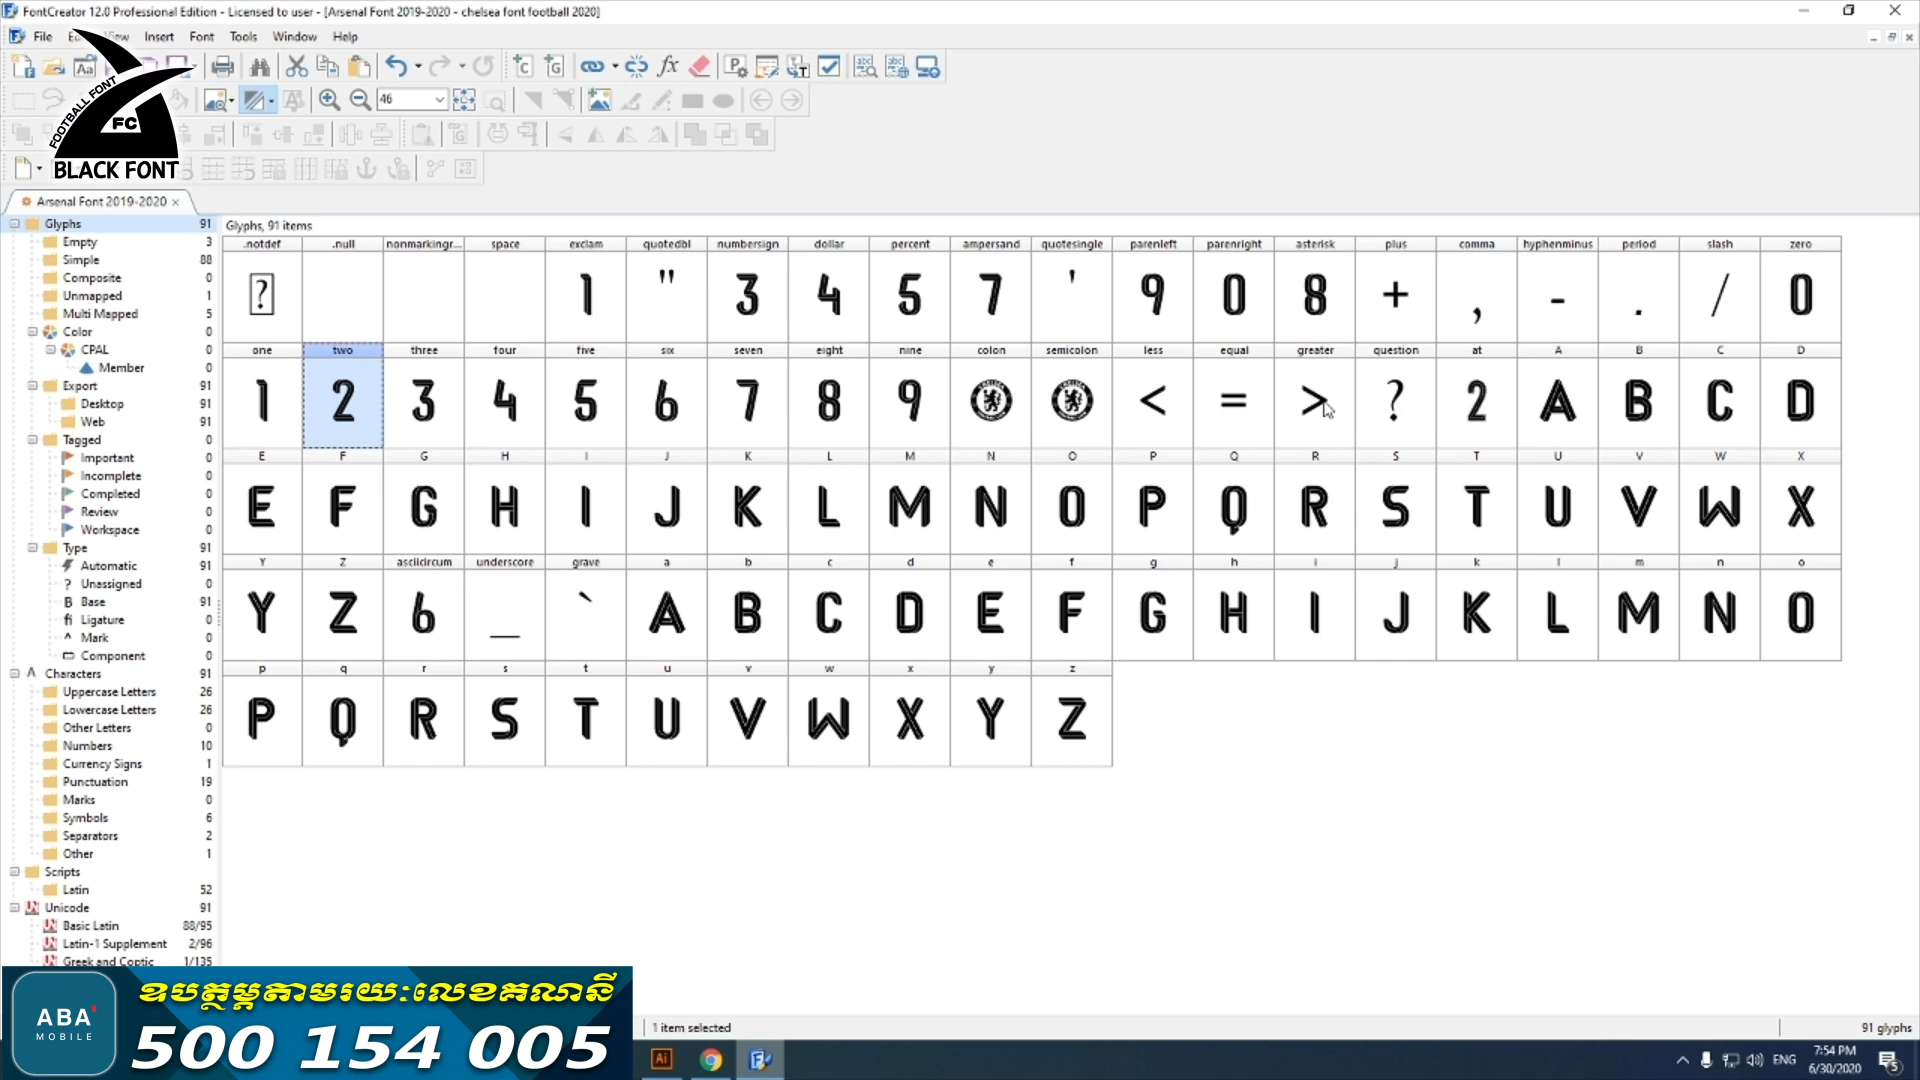 FontCreator 12.0 Professional Edition - Licensed to user - [Arsenal Font 2019-2020 - chelsea font football 2020]
File Insert Font Tools Window Help
46
FOOTBALL FONT
FC
BLACK FONT
Arsenal Font 2019-2020
Glyphs 91
Empty 3
Simple 88
Composite 0
Unmapped 1
Multi Mapped 5
Color 0
CPAL 0
Member 0
Export 91
Desktop 91
Web 91
Tagged 0
Important 0
Incomplete 0
Completed 0
Review 0
Workspace 0
Type 91
Automatic 91
Unassigned 0
Base 91
Ligature 0
Mark 0
Component 0
Characters 91
Uppercase Letters 26
Lowercase Letters 26
Other Letters 0
Numbers 10
Currency Signs 1
Punctuation 19
Marks 0
Symbols 6
Separators 2
Other 1
Scripts
Latin 52
Unicode 91
Basic Latin 88/95
Latin-1 Supplement 2/96
Greek and Coptic 1/135
Glyphs, 91 items
.notdef .null nonmarkingr... space exclam quotedbl numbersign dollar percent ampersand quotesingle parenleft parenright asterisk plus comma hyphenminus period slash zero
? 1 " 3 4 5 7 ' 9 0 8 + , - . / 0
one two three four five six seven eight nine colon semicolon less equal greater question at A B C D
1 2 3 4 5 6 7 8 9 < = > ? 2 A B C D
E F G H I J K L M N O P Q R S T U V W X
E F G H I J K L M N O P Q R S T U V W X
Y Z asciicircum underscore grave a b c d e f g h i j k l m n o
Y Z 6 _ ` A B C D E F G H I J K L M N O
p q r s t u v w x y z
P Q R S T U V W X Y Z
ABA
MOBILE
ឧបត្ថម្ភតាមរយៈលេខគណនី
500 154 005
1 item selected
91 glyphs
Ai
ENG
7:54 PM
6/30/2020
5